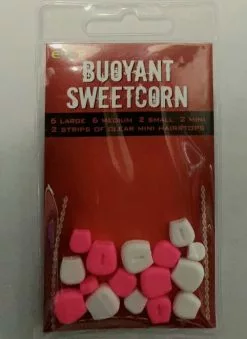 BUOYANT
SWEETCORN
6 LARGE 6 MEDIUM 2 SMALL 2 MINI
2 STRIPS OF CLEAR MINI HAIRSTOPS